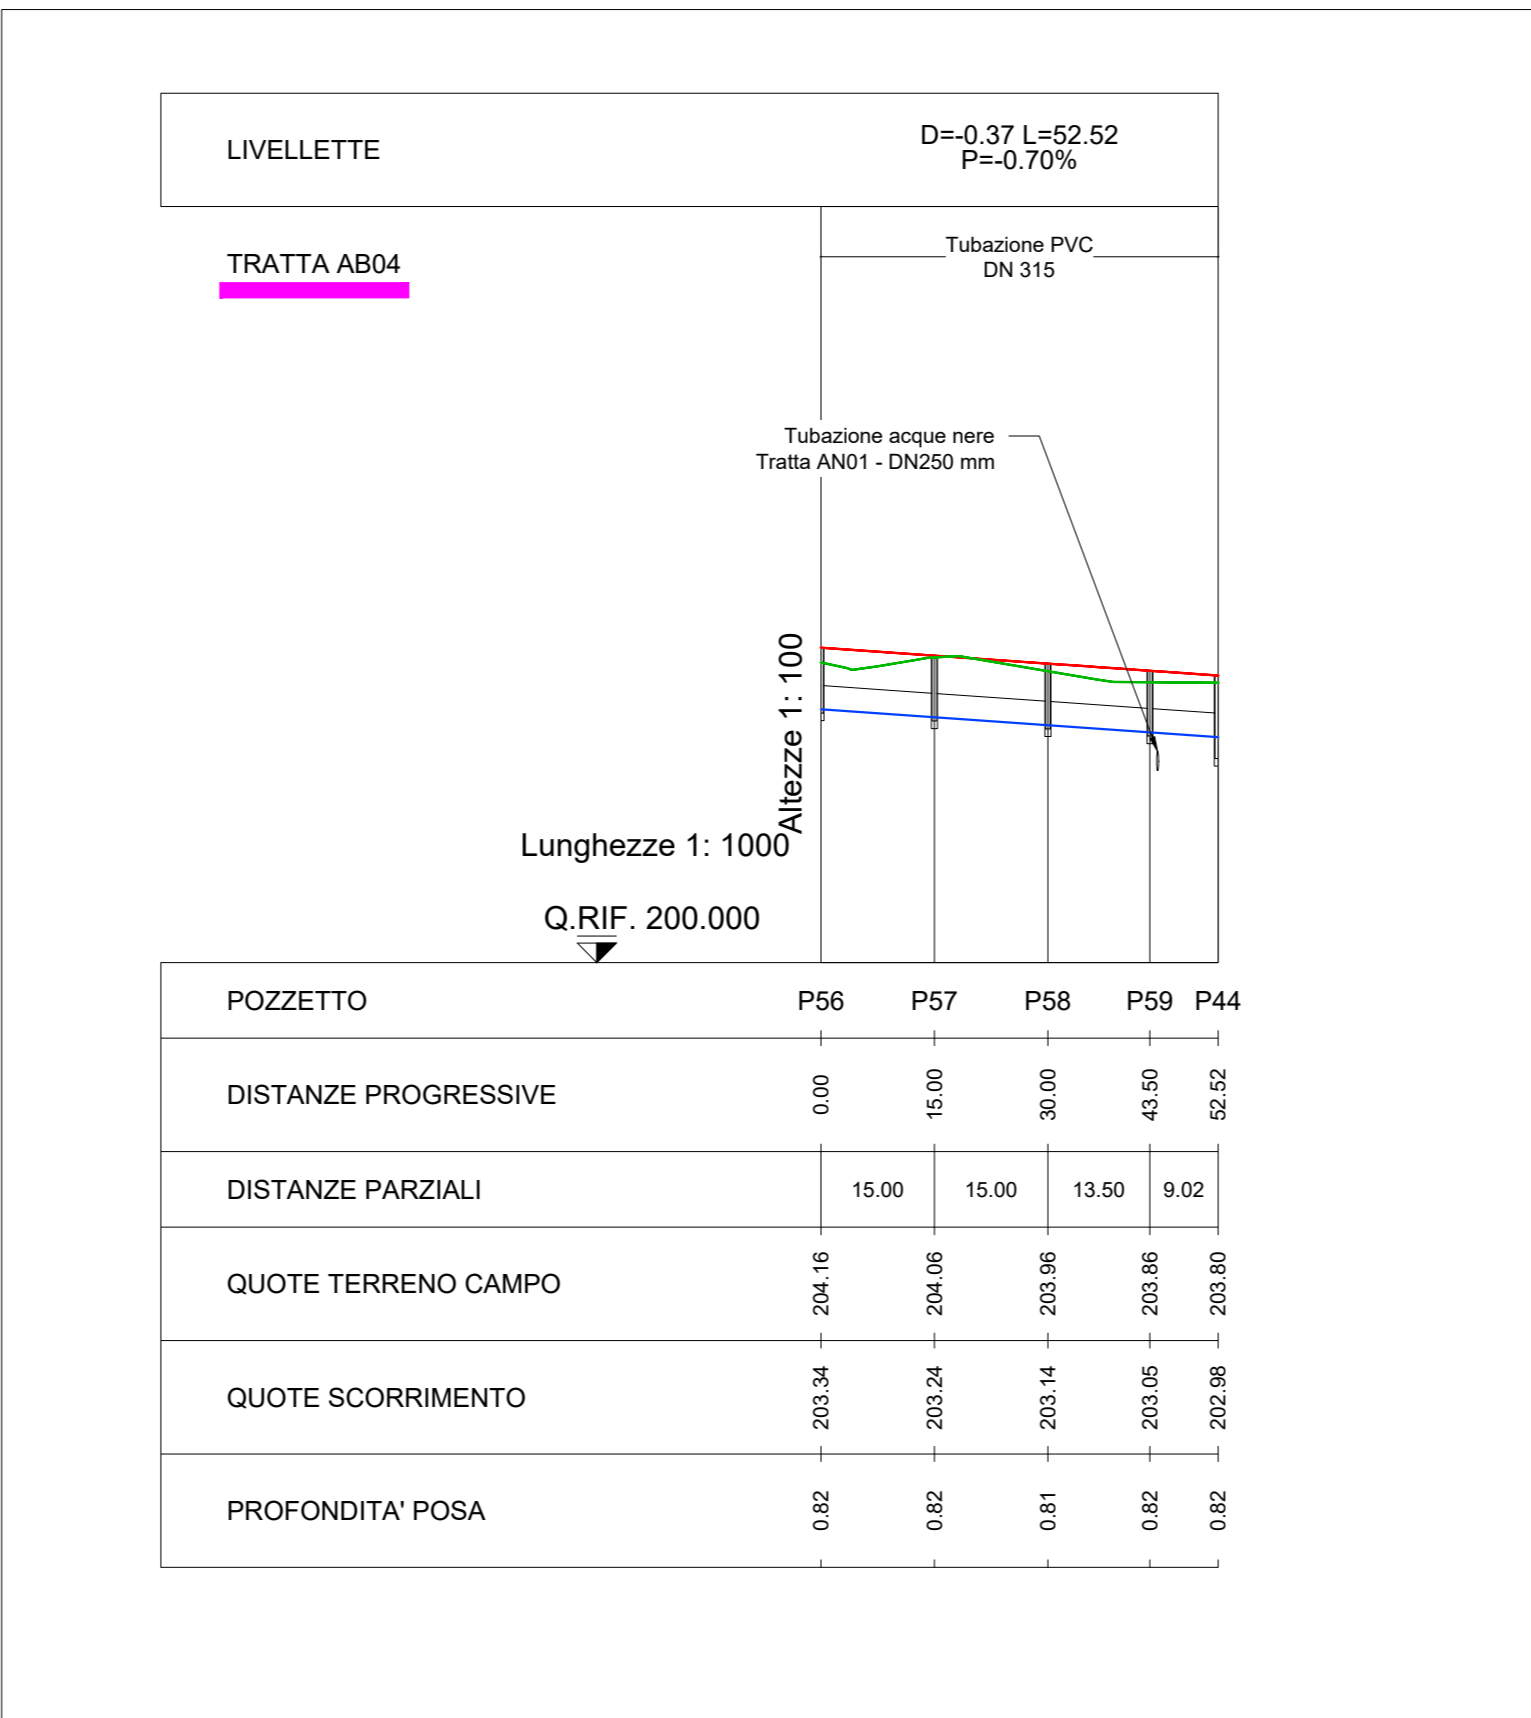 LIVELLETTE
D=-0.37 L=52.52
P=-0.70%
TRATTA AB04
Tubazione PVC
DN 315
Tubazione acque nere
Tratta AN01 - DN250 mm
Altezze 1: 100
Lunghezze 1: 1000
Q.RIF. 200.000
POZZETTO P56 P57 P58 P59 P44
DISTANZE PROGRESSIVE 0.00 15.00 30.00 43.50 52.52
DISTANZE PARZIALI 15.00 15.00 13.50 9.02
QUOTE TERRENO CAMPO 204.16 204.06 203.96 203.86 203.80
QUOTE SCORRIMENTO 203.34 203.24 203.14 203.05 202.98
PROFONDITA' POSA 0.82 0.82 0.81 0.82 0.82